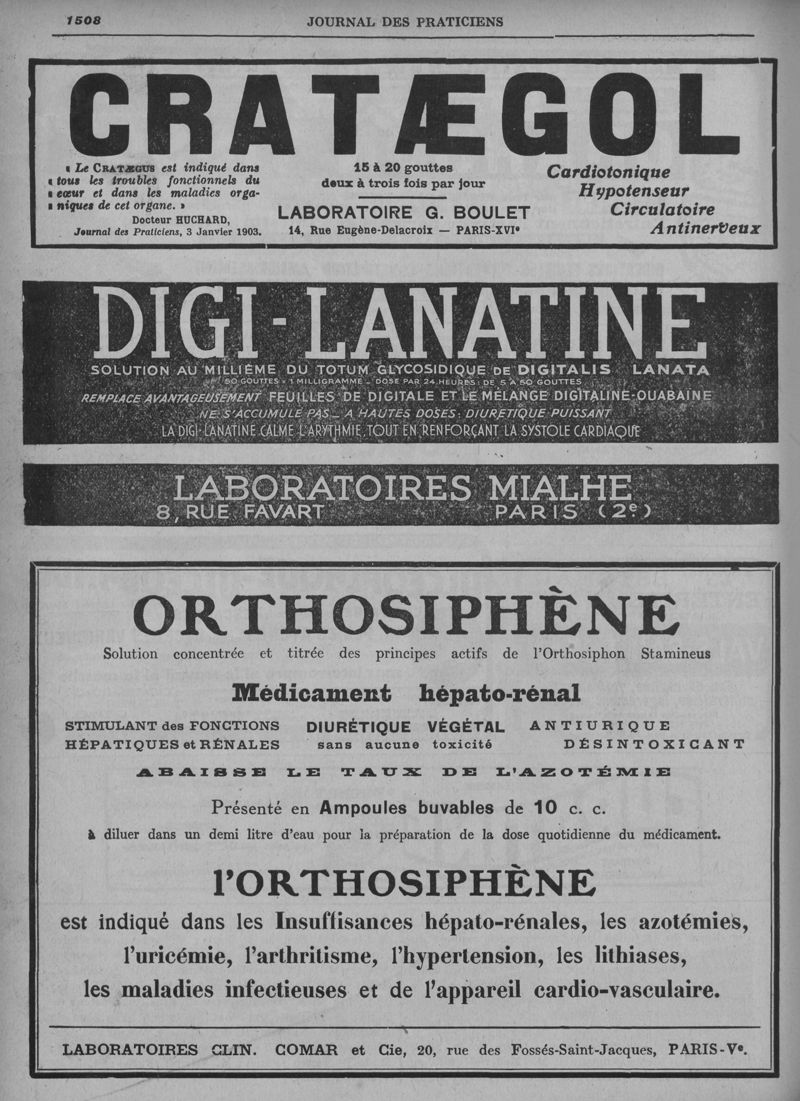 1508
JOURNAL DES PRATICIENS
CRATÆGOL
« Le CRATÆGUS est indiqué dans
« tous les troubles fonctionnels du
« cœur et dans les maladies orga-
« niques de cet organe. »
Docteur HUCHARD,
Journal des Praticiens, 3 Janvier 1903.
15 à 20 gouttes
deux à trois fois par jour
LABORATOIRE G. BOULET
14, Rue Eugène-Delacroix — PARIS-XVIᵉ
Cardiotonique
Hypotenseur
Circulatoire
Antinerveux
DIGI-LANATINE
SOLUTION AU MILLIÈME DU TOTUM GLYCOSIDIQUE DE DIGITALIS LANATA
50 GOUTTES = 1 MILLIGRAMME - DOSE PAR 24 HEURES: DE 5 A 50 GOUTTES
REMPLACE AVANTAGEUSEMENT FEUILLES DE DIGITALE ET LE MÉLANGE DIGITALINE-OUABAINE
NE S'ACCUMULE PAS - A HAUTES DOSES: DIURÉTIQUE PUISSANT
LA DIGI-LANATINE CALME L'ARYTHMIE TOUT EN RENFORÇANT LA SYSTOLE CARDIAQUE
LABORATOIRES MIALHE
8, RUE FAVART PARIS (2ᵉ)
ORTHOSIPHÈNE
Solution concentrée et titrée des principes actifs de l'Orthosiphon Stamineus
Médicament hépato-rénal
STIMULANT des FONCTIONS
HÉPATIQUES et RÉNALES
DIURÉTIQUE VÉGÉTAL
sans aucune toxicité
ANTIURIQUE
DÉSINTOXICANT
ABAISSE LE TAUX DE L'AZOTÉMIE
Présenté en Ampoules buvables de 10 c. c.
à diluer dans un demi litre d'eau pour la préparation de la dose quotidienne du médicament.
l'ORTHOSIPHÈNE
est indiqué dans les Insuffisances hépato-rénales, les azotémies,
l'uricémie, l'arthritisme, l'hypertension, les lithiases,
les maladies infectieuses et de l'appareil cardio-vasculaire.
LABORATOIRES CLIN. COMAR et Cie, 20, rue des Fossés-Saint-Jacques, PARIS-Vᵉ.